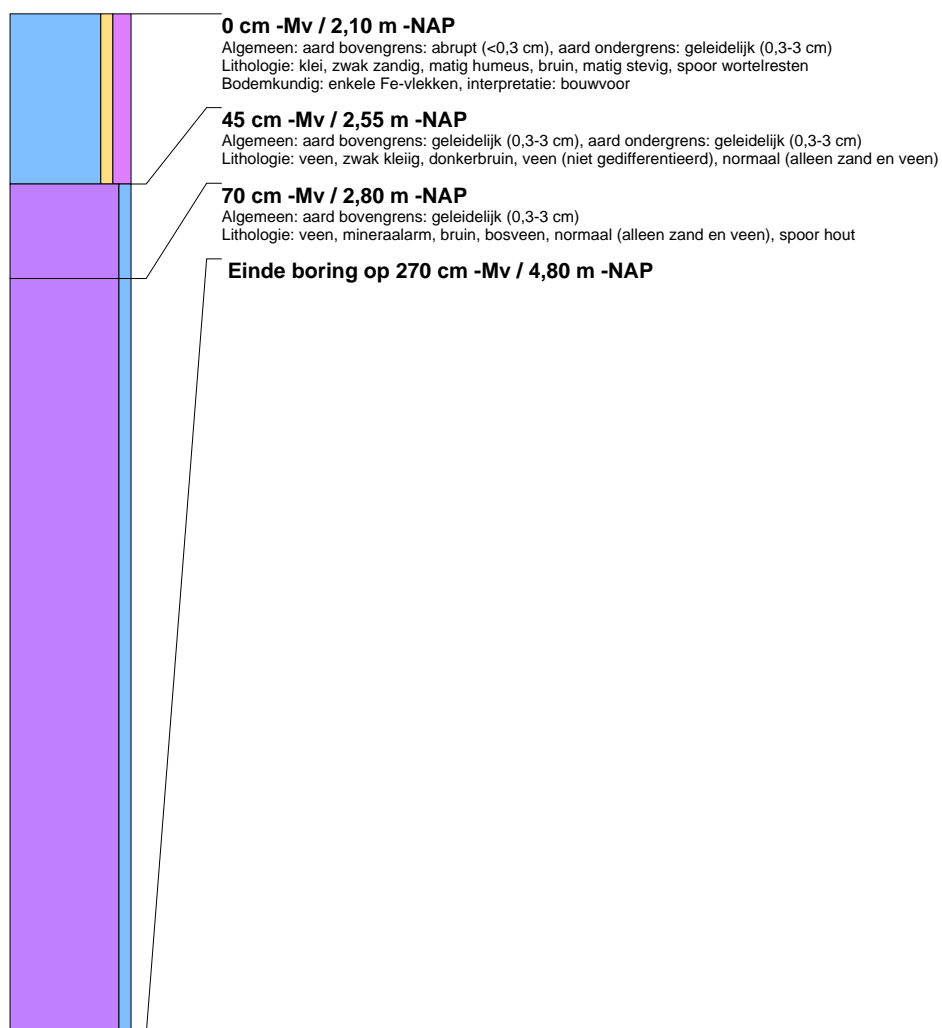 0 cm -Mv / 2,10 m -NAP
Algemeen: aard bovengrens: abrupt (<0,3 cm), aard ondergrens: geleidelijk (0,3-3 cm)
Lithologie: klei, zwak zandig, matig humeus, bruin, matig stevig, spoor wortelresten
Bodemkundig: enkele Fe-vlekken, interpretatie: bouwvoor
45 cm -Mv / 2,55 m -NAP
Algemeen: aard bovengrens: geleidelijk (0,3-3 cm), aard ondergrens: geleidelijk (0,3-3 cm)
Lithologie: veen, zwak kleiig, donkerbruin, veen (niet gedifferentieerd), normaal (alleen zand en veen)
70 cm -Mv / 2,80 m -NAP
Algemeen: aard bovengrens: geleidelijk (0,3-3 cm)
Lithologie: veen, mineraalarm, bruin, bosveen, normaal (alleen zand en veen), spoor hout
Einde boring op 270 cm -Mv / 4,80 m -NAP